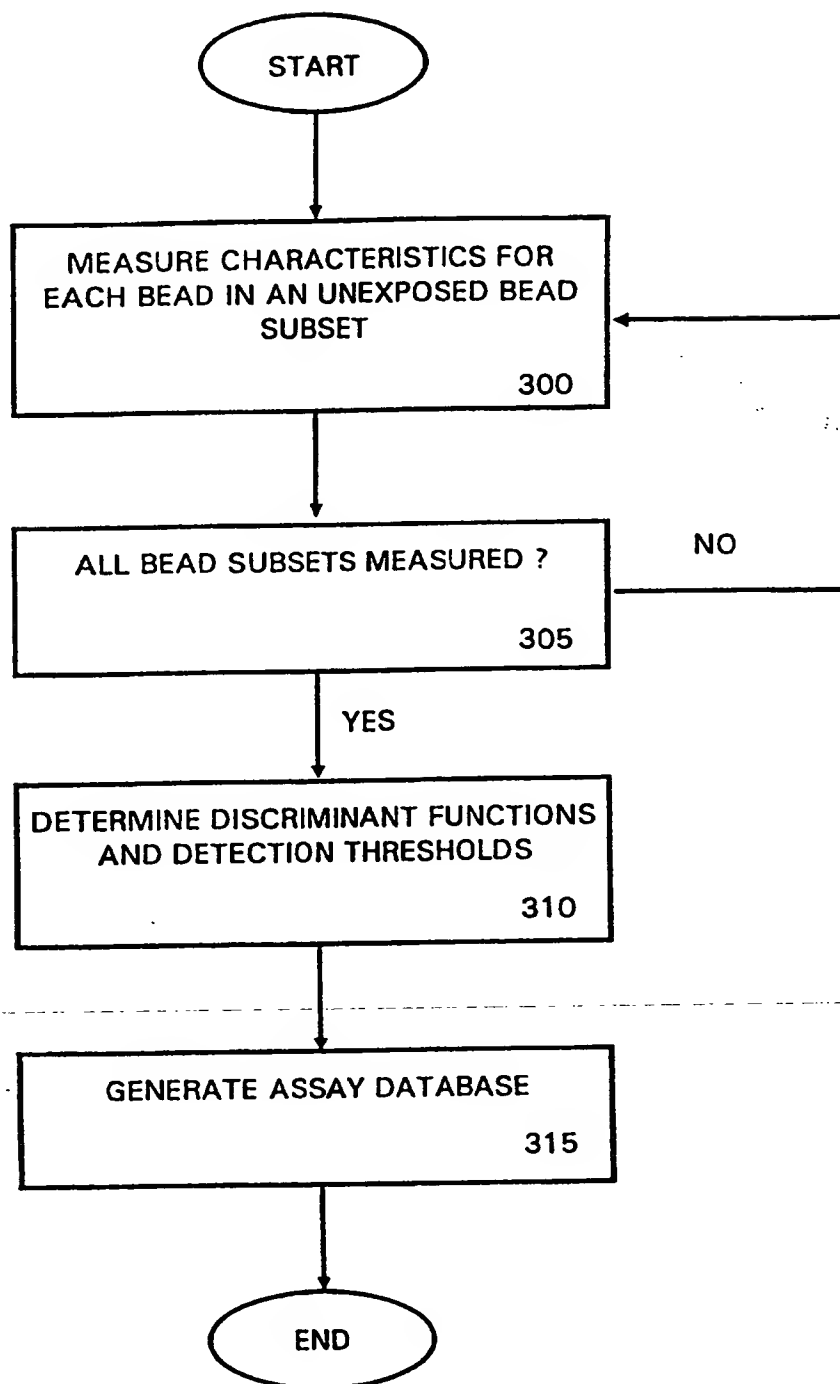 START
MEASURE CHARACTERISTICS FOR
EACH BEAD IN AN UNEXPOSED BEAD
SUBSET
300
ALL BEAD SUBSETS MEASURED ?
305
NO
YES
DETERMINE DISCRIMINANT FUNCTIONS
AND DETECTION THRESHOLDS
310
GENERATE ASSAY DATABASE
315
END